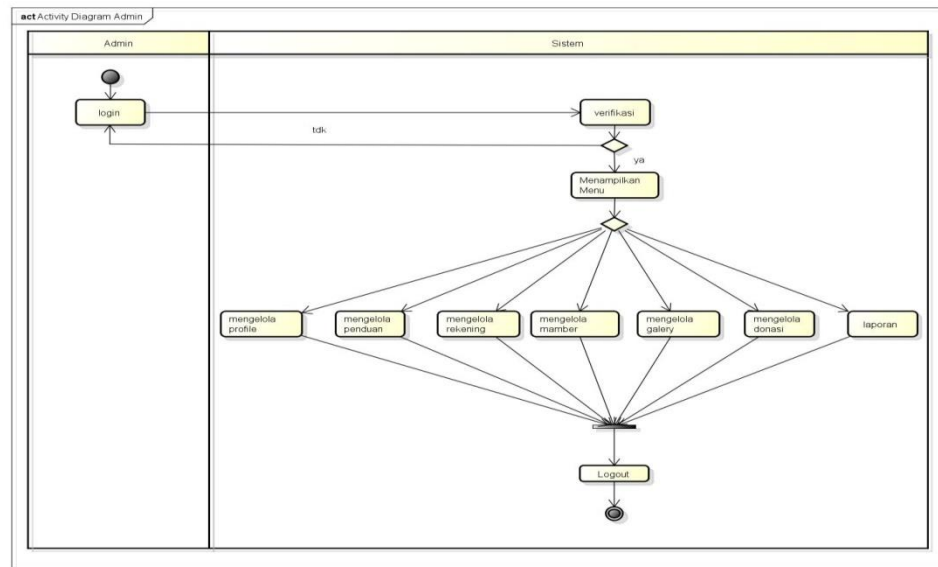 act Activity Diagram Admin
Admin
Sistem
login
verifikasi
tdk
ya
Menampilkan
Menu
mengelola
profile
mengelola
penduan
mengelola
rekening
mengelola
mamber
mengelola
galery
mengelola
donasi
laporan
Logout